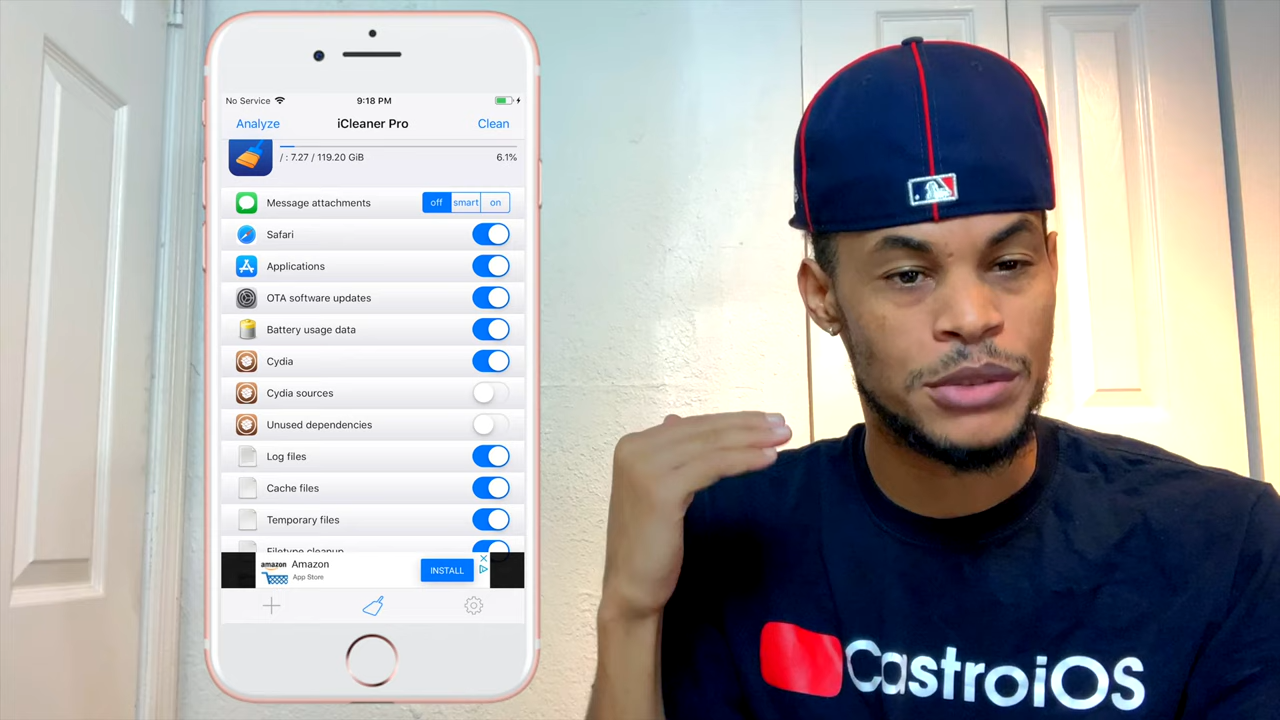 No Service 9:18 PM
Analyze iCleaner Pro Clean
/ : 7.27 / 119.20 GiB 6.1%
Message attachments off smart on
Safari
Applications
OTA software updates
Battery usage data
Cydia
Cydia sources
Unused dependencies
Log files
Cache files
Temporary files
Filetype cleanup
amazon Amazon INSTALL
App Store
CastroiOS